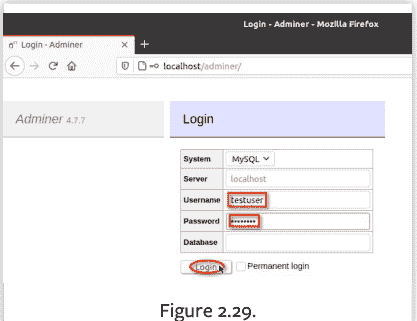 Login - Adminer - Mozilla Firefox
Login - Adminer × +
localhost/adminer/
Adminer 4.7.7
Login
System MySQL
Server localhost
Username testuser
Password ••••••••
Database
Login Permanent login
Figure 2.29.